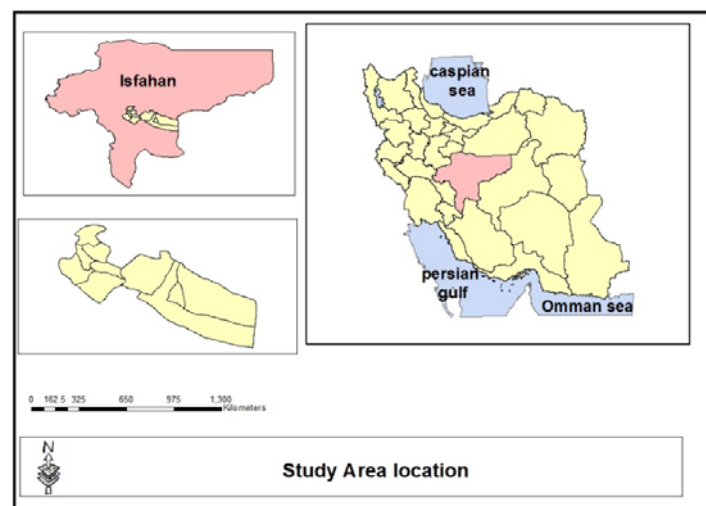 Isfahan
caspian
sea
persian
gulf
Omman sea
0 162.5 325 650 975 1,300
Kilometers
N
Study Area location